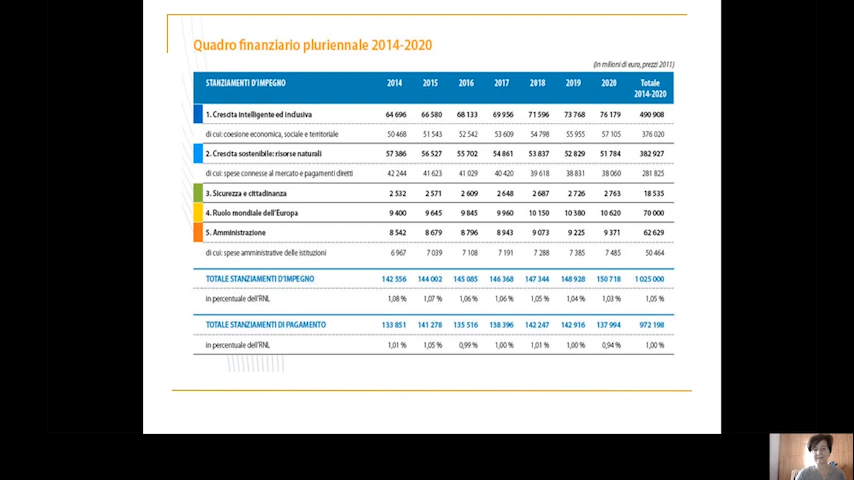 Quadro finanziario pluriennale 2014-2020
(in milioni di euro, prezzi 2011)
STANZIAMENTI D'IMPEGNO 2014 2015 2016 2017 2018 2019 2020 Totale 2014-2020
1. Crescita intelligente ed inclusiva 64 696 66 580 68 133 69 956 71 596 73 768 76 179 490 908
di cui: coesione economica, sociale e territoriale 50 468 51 543 52 542 53 609 54 798 55 955 57 105 376 020
2. Crescita sostenibile: risorse naturali 57 386 56 527 55 702 54 861 53 837 52 829 51 784 382 927
di cui: spese connesse al mercato e pagamenti diretti 42 244 41 623 41 029 40 420 39 618 38 831 38 060 281 825
3. Sicurezza e cittadinanza 2 532 2 571 2 609 2 648 2 687 2 726 2 763 18 535
4. Ruolo mondiale dell'Europa 9 400 9 645 9 845 9 960 10 150 10 380 10 620 70 000
5. Amministrazione 8 542 8 679 8 796 8 943 9 073 9 225 9 371 62 629
di cui: spese amministrative delle istituzioni 6 967 7 039 7 108 7 191 7 288 7 385 7 485 50 464
TOTALE STANZIAMENTI D'IMPEGNO 142 556 144 002 145 085 146 368 147 344 148 928 150 718 1 025 000
in percentuale dell'RNL 1,08 % 1,07 % 1,06 % 1,06 % 1,05 % 1,04 % 1,03 % 1,05 %
TOTALE STANZIAMENTI DI PAGAMENTO 133 851 141 278 135 516 138 396 142 247 142 916 137 994 972 198
in percentuale dell'RNL 1,01 % 1,05 % 0,99 % 1,00 % 1,01 % 1,00 % 0,94 % 1,00 %